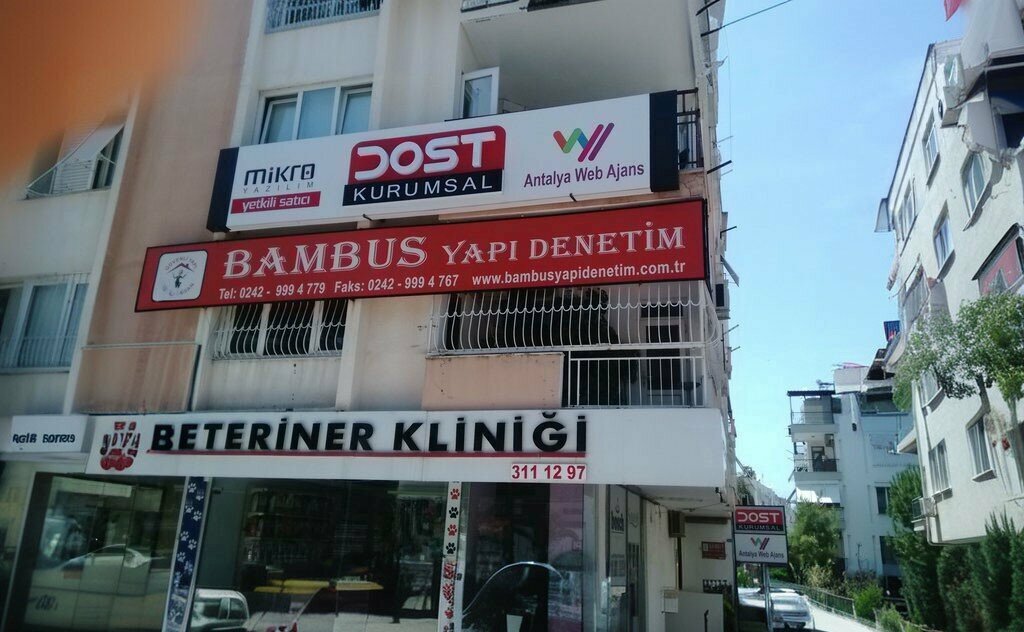 mikro
YAZILIM
yetkili satıcı
DOST
KURUMSAL
Antalya Web Ajans
BAMBUS YAPI DENETİM
Tel: 0242 - 999 4 779 Faks: 0242 - 999 4 767 www.bambusyapidenetim.com.tr
BETERİNER KLİNİĞİ
311 12 97
DOST
KURUMSAL
Antalya Web Ajans